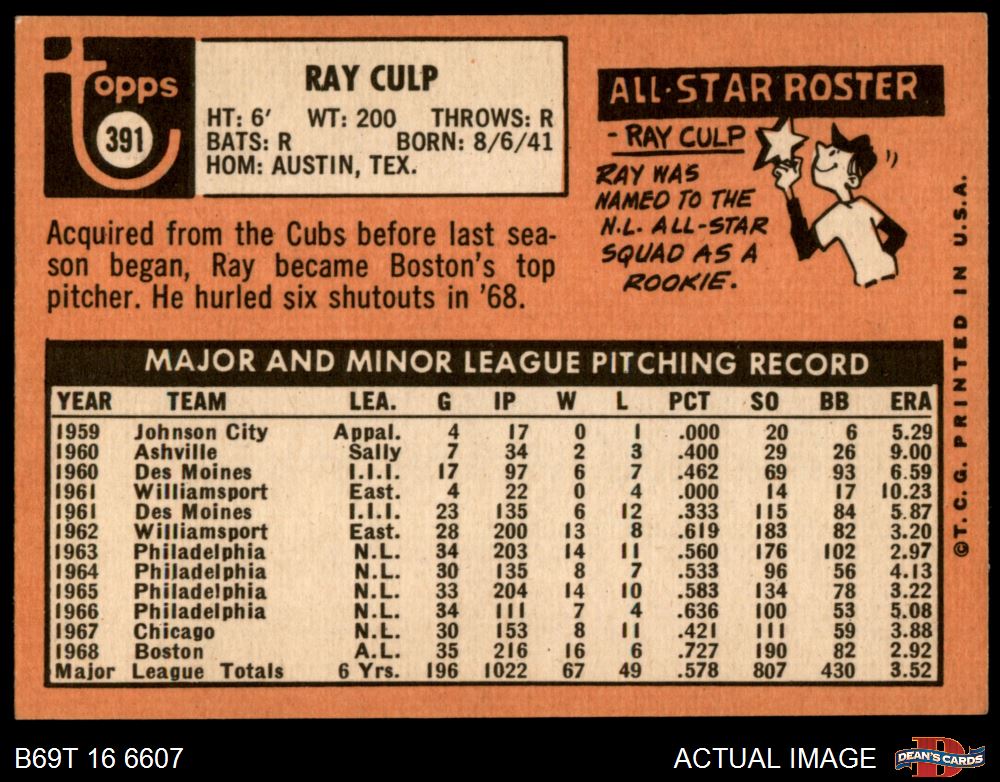 Topps
391
RAY CULP
HT: 6' WT: 200 THROWS: R
BATS: R BORN: 8/6/41
HOM: AUSTIN, TEX.
ALL-STAR ROSTER
- RAY CULP
RAY WAS
NAMED TO THE
N.L. ALL-STAR
SQUAD AS A
ROOKIE.
Acquired from the Cubs before last sea-
son began, Ray became Boston's top
pitcher. He hurled six shutouts in '68.
MAJOR AND MINOR LEAGUE PITCHING RECORD
YEAR TEAM LEA. G IP W L PCT SO BB ERA
1959 Johnson City Appal. 4 17 0 1 .000 20 6 5.29
1960 Ashville Sally 7 34 2 3 .400 29 26 9.00
1960 Des Moines I.I.I. 17 97 6 7 .462 69 93 6.59
1961 Williamsport East. 4 22 0 4 .000 14 17 10.23
1961 Des Moines I.I.I. 23 135 6 12 .333 115 84 5.87
1962 Williamsport East. 28 200 13 8 .619 183 82 3.20
1963 Philadelphia N.L. 34 203 14 11 .560 176 102 2.97
1964 Philadelphia N.L. 30 135 8 7 .533 96 56 4.13
1965 Philadelphia N.L. 33 204 14 10 .583 134 78 3.22
1966 Philadelphia N.L. 34 111 7 4 .636 100 53 5.08
1967 Chicago N.L. 30 153 8 11 .421 111 59 3.88
1968 Boston A.L. 35 216 16 6 .727 190 82 2.92
Major League Totals 6 Yrs. 196 1022 67 49 .578 807 430 3.52
©T.C.G. PRINTED IN U.S.A.
B69T 16 6607
ACTUAL IMAGE
D
DEAN'S CARDS